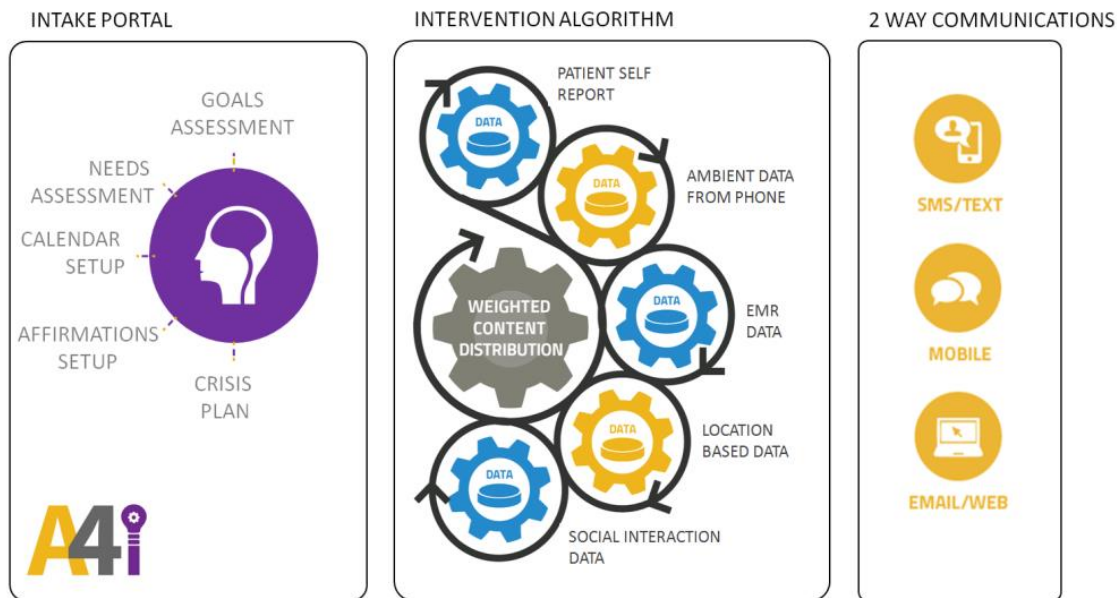 INTAKE PORTAL
GOALS
ASSESSMENT
NEEDS
ASSESSMENT
CALENDAR
SETUP
AFFIRMATIONS
SETUP
CRISIS
PLAN
A4i
INTERVENTION ALGORITHM
DATA
PATIENT SELF
REPORT
DATA
AMBIENT DATA
FROM PHONE
WEIGHTED
CONTENT
DISTRIBUTION
DATA
EMR
DATA
DATA
LOCATION
BASED DATA
DATA
SOCIAL INTERACTION
DATA
2 WAY COMMUNICATIONS
SMS/TEXT
MOBILE
EMAIL/WEB